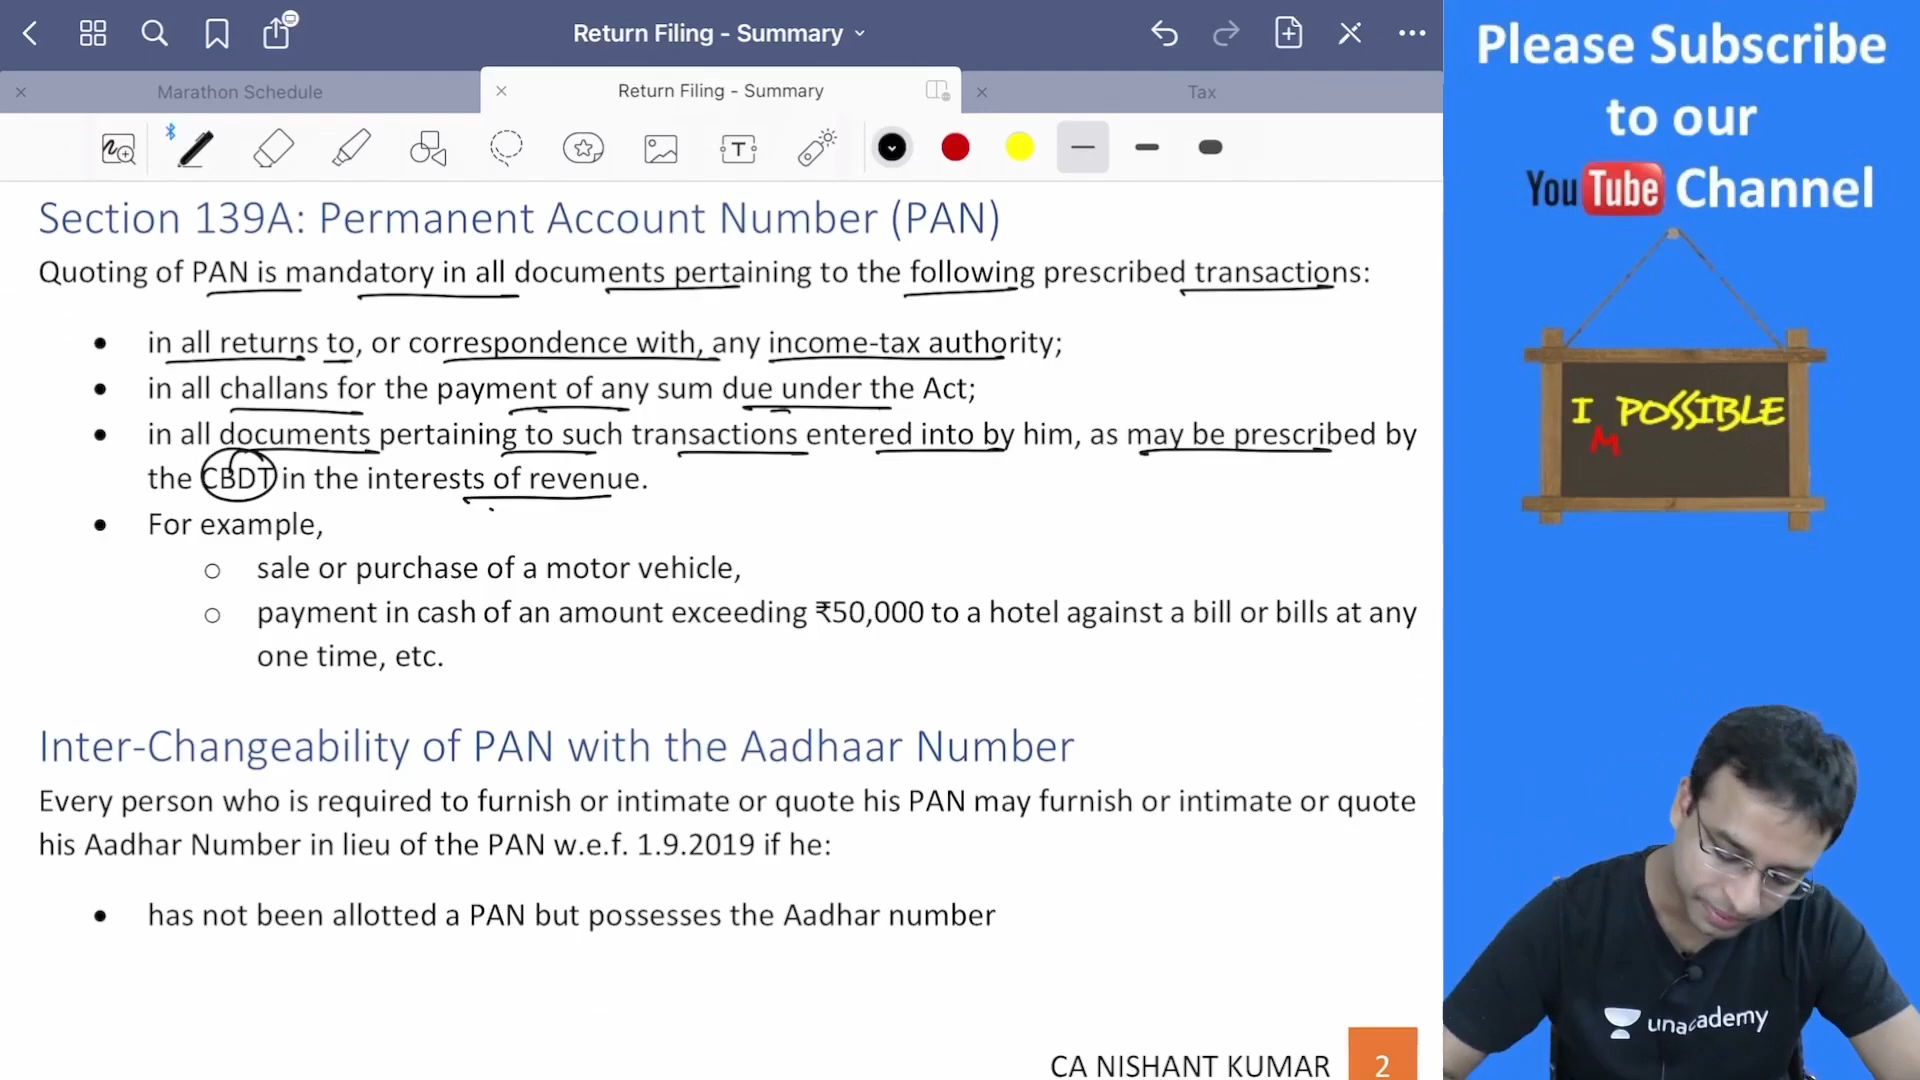 Return Filing - Summary
Marathon Schedule
Return Filing - Summary
Tax
Section 139A: Permanent Account Number (PAN)
Quoting of PAN is mandatory in all documents pertaining to the following prescribed transactions:
• in all returns to, or correspondence with, any income-tax authority;
• in all challans for the payment of any sum due under the Act;
• in all documents pertaining to such transactions entered into by him, as may be prescribed by
the CBDT in the interests of revenue.
• For example,
o sale or purchase of a motor vehicle,
o payment in cash of an amount exceeding ₹50,000 to a hotel against a bill or bills at any
one time, etc.
Inter-Changeability of PAN with the Aadhaar Number
Every person who is required to furnish or intimate or quote his PAN may furnish or intimate or quote
his Aadhar Number in lieu of the PAN w.e.f. 1.9.2019 if he:
• has not been allotted a PAN but possesses the Aadhar number
CA NISHANT KUMAR 2
Please Subscribe
to our
YouTube Channel
I POSSIBLE
M
unacademy